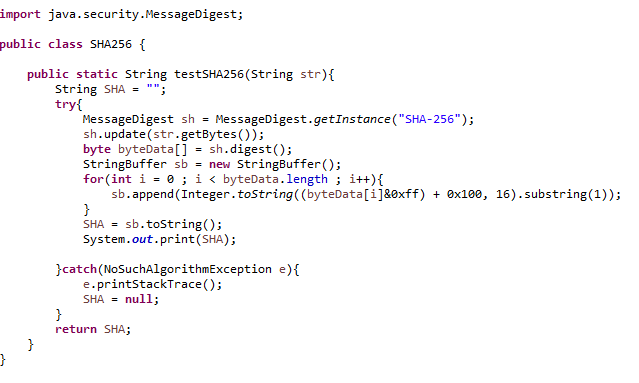 import java.security.MessageDigest;
public class SHA256 {
public static String testSHA256(String str){
String SHA = "";
try{
MessageDigest sh = MessageDigest.getInstance("SHA-256");
sh.update(str.getBytes());
byte byteData[] = sh.digest();
StringBuffer sb = new StringBuffer();
for(int i = 0 ; i < byteData.length ; i++){
sb.append(Integer.toString((byteData[i]&0xff) + 0x100, 16).substring(1));
}
SHA = sb.toString();
System.out.print(SHA);
}catch(NoSuchAlgorithmException e){
e.printStackTrace();
SHA = null;
}
return SHA;
}
}